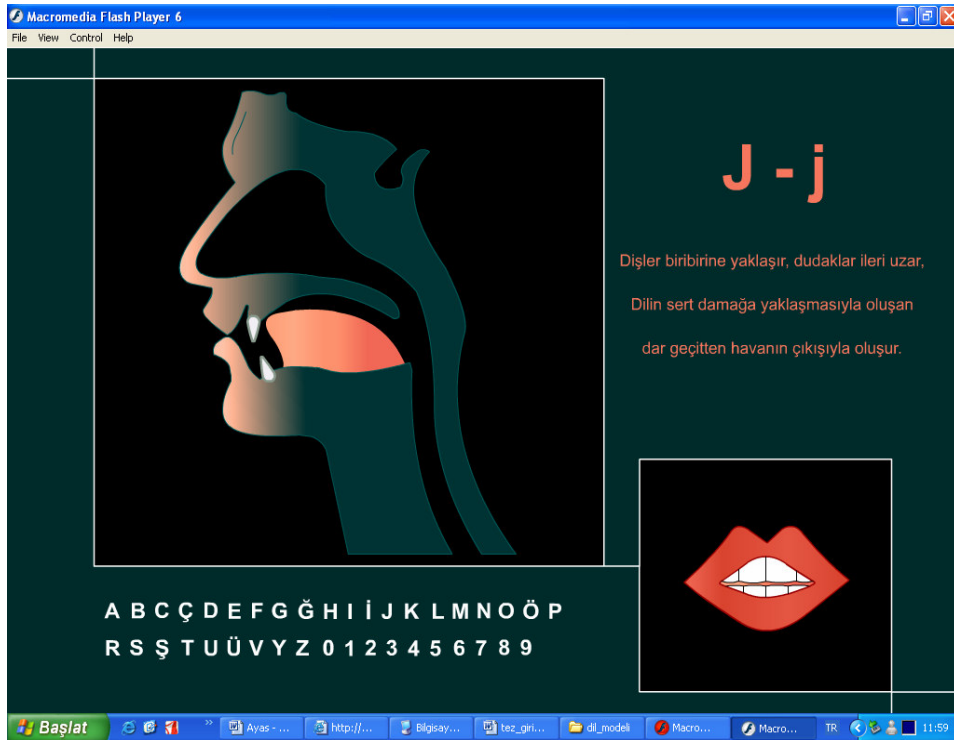 Macromedia Flash Player 6
File View Control Help
J - j
Dişler biribirine yaklaşır, dudaklar ileri uzar,
Dilin sert damağa yaklaşmasıyla oluşan
dar geçitten havanın çıkışıyla oluşur.
A B C Ç D E F G Ğ H I İ J K L M N O Ö P
R S Ş T U Ü V Y Z 0 1 2 3 4 5 6 7 8 9
Başlat Ayas - ... http://... Bilgisay... tez_giri... dil_modeli Macro... Macro... TR 11:59